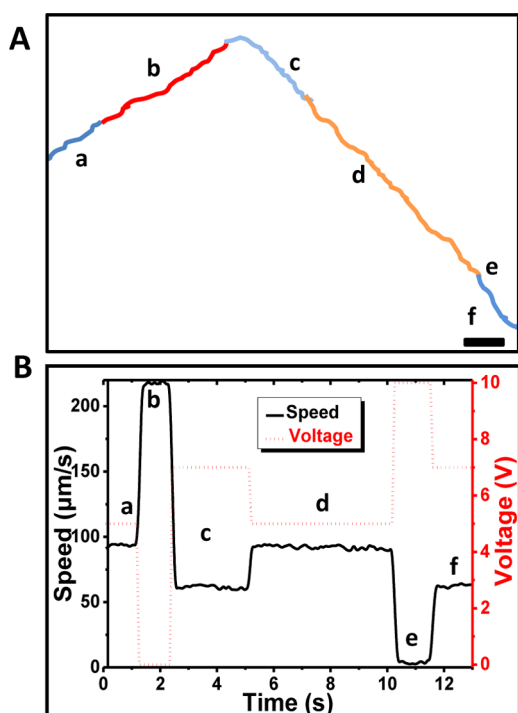 A
b
c
a
d
e
f
B
Speed
Voltage
a
b
c
d
e
f
200
150
100
50
0
Speed (μm/s)
10
8
6
4
2
0
Voltage (V)
0 2 4 6 8 10 12
Time (s)